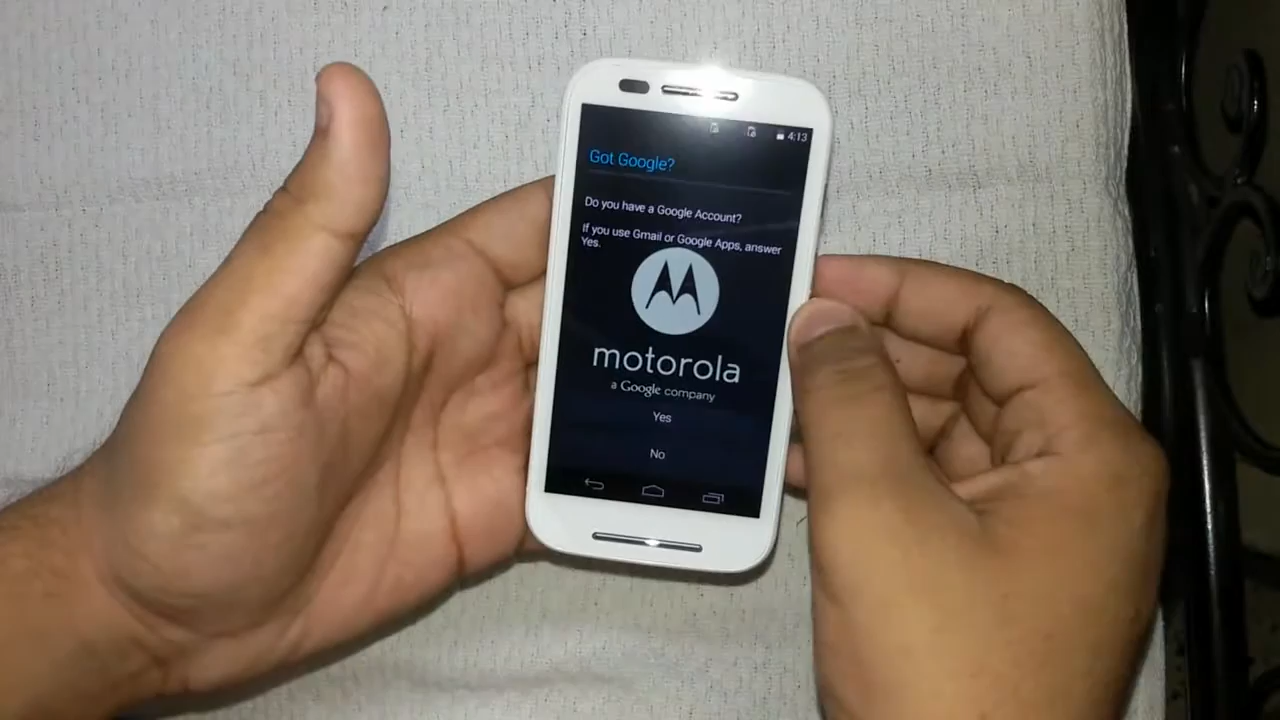 4:13
Got Google?
Do you have a Google Account?
If you use Gmail or Google Apps, answer
Yes.
motorola
a Google company
Yes
No